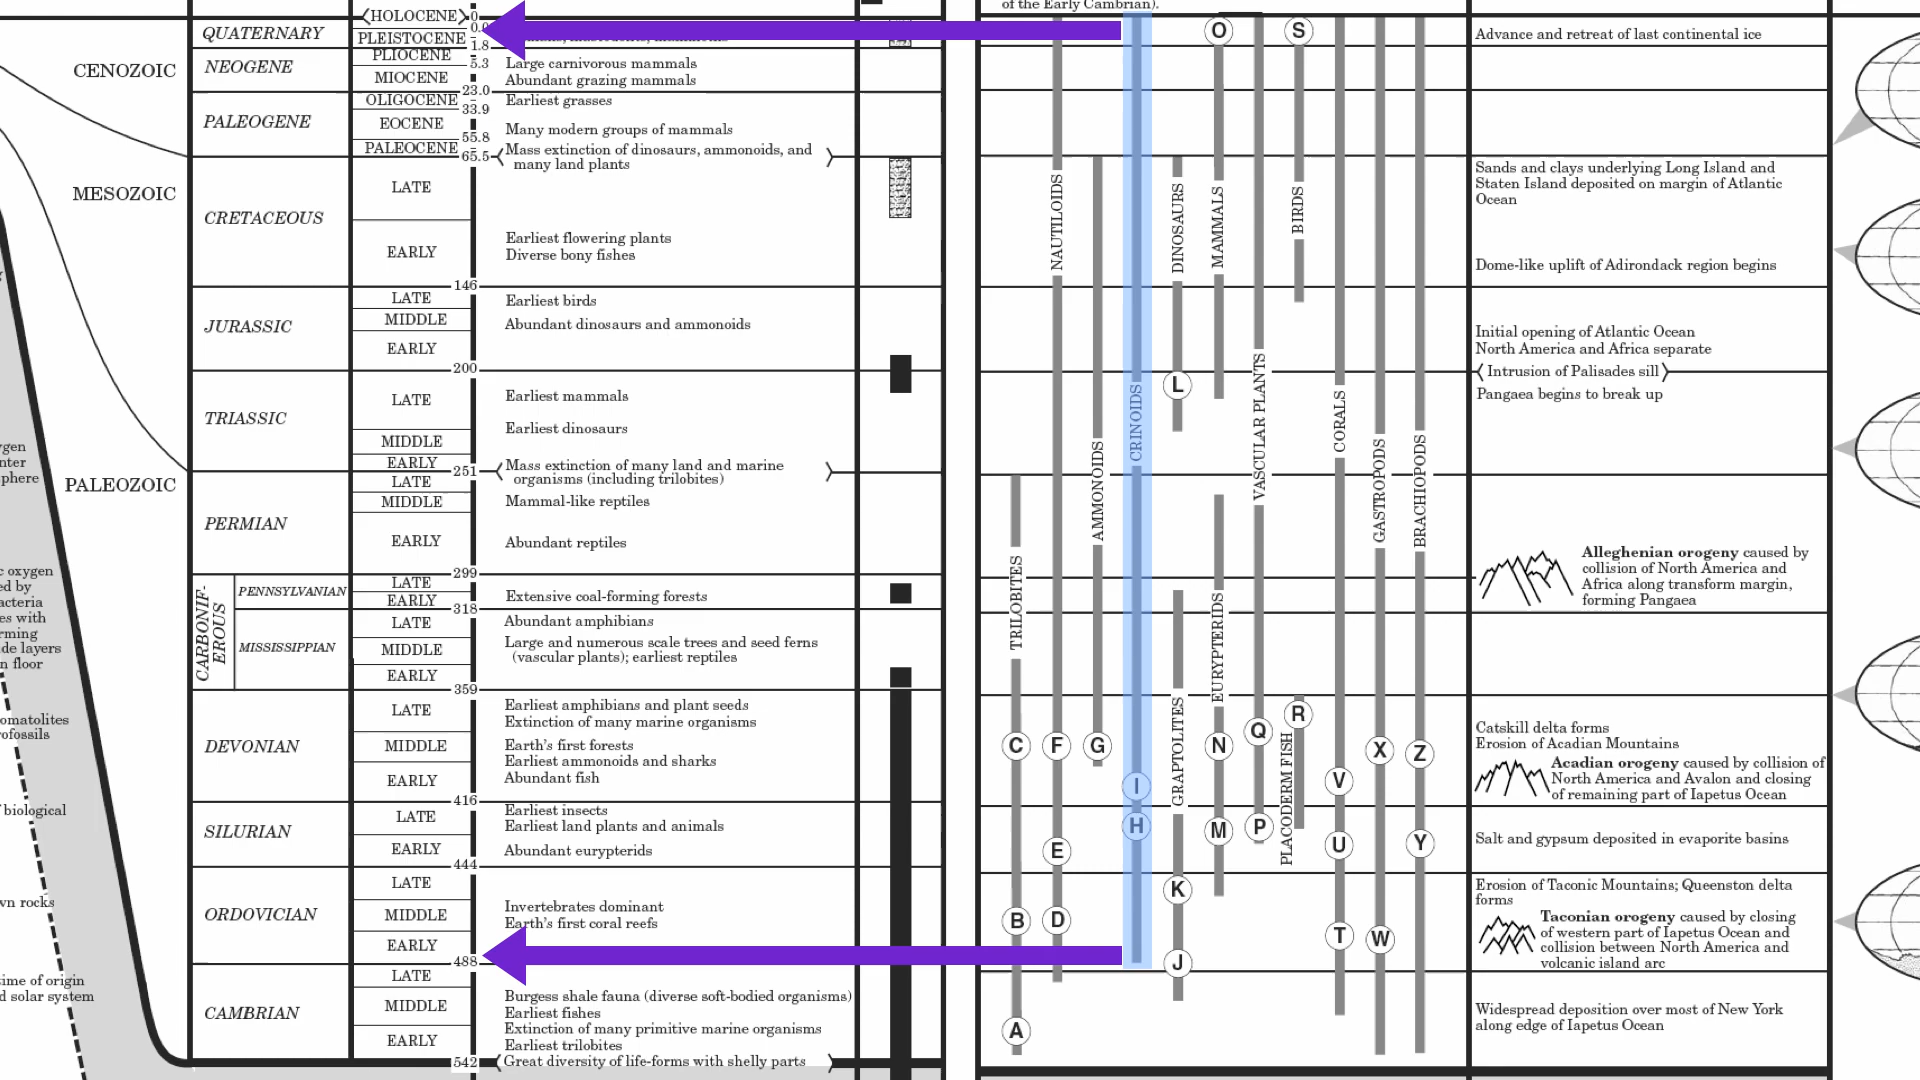 of the Early Cambrian).
CENOZOIC
MESOZOIC
PALEOZOIC
QUATERNARY
NEOGENE
PALEOGENE
CRETACEOUS
JURASSIC
TRIASSIC
PERMIAN
CARBONIF-
EROUS
PENNSYLVANIAN
MISSISSIPPIAN
DEVONIAN
SILURIAN
ORDOVICIAN
CAMBRIAN
HOLOCENE
0
PLEISTOCENE
1.8
PLIOCENE
5.3
MIOCENE
23.0
OLIGOCENE
33.9
EOCENE
55.8
PALEOCENE
65.5
LATE
EARLY
146
LATE
MIDDLE
EARLY
200
LATE
MIDDLE
EARLY
251
LATE
MIDDLE
EARLY
299
LATE
EARLY
318
LATE
MIDDLE
EARLY
359
LATE
MIDDLE
EARLY
416
LATE
EARLY
444
LATE
MIDDLE
EARLY
488
LATE
MIDDLE
EARLY
542
Large carnivorous mammals
Abundant grazing mammals
Earliest grasses
Many modern groups of mammals
Mass extinction of dinosaurs, ammonoids, and
many land plants
Earliest flowering plants
Diverse bony fishes
Earliest birds
Abundant dinosaurs and ammonoids
Earliest mammals
Earliest dinosaurs
Mass extinction of many land and marine
organisms (including trilobites)
Mammal-like reptiles
Abundant reptiles
Extensive coal-forming forests
Abundant amphibians
Large and numerous scale trees and seed ferns
(vascular plants); earliest reptiles
Earliest amphibians and plant seeds
Extinction of many marine organisms
Earth's first forests
Earliest ammonoids and sharks
Abundant fish
Earliest insects
Earliest land plants and animals
Abundant eurypterids
Invertebrates dominant
Earth's first coral reefs
Burgess shale fauna (diverse soft-bodied organisms)
Earliest fishes
Extinction of many primitive marine organisms
Earliest trilobites
Great diversity of life-forms with shelly parts
TRILOBITES
C
B
A
NAUTILOIDS
F
E
D
AMMONOIDS
G
CRINOIDS
I
H
DINOSAURS
L
GRAPTOLITES
K
J
O
MAMMALS
EURYPTERIDS
N
M
VASCULAR PLANTS
Q
P
S
BIRDS
R
PLACODERM FISH
CORALS
V
U
T
GASTROPODS
X
W
BRACHIOPODS
Z
Y
Advance and retreat of last continental ice
Sands and clays underlying Long Island and
Staten Island deposited on margin of Atlantic
Ocean
Dome-like uplift of Adirondack region begins
Initial opening of Atlantic Ocean
North America and Africa separate
Intrusion of Palisades sill
Pangaea begins to break up
Alleghenian orogeny caused by
collision of North America and
Africa along transform margin,
forming Pangaea
Catskill delta forms
Erosion of Acadian Mountains
Acadian orogeny caused by collision of
North America and Avalon and closing
of remaining part of Iapetus Ocean
Salt and gypsum deposited in evaporite basins
Erosion of Taconic Mountains; Queenston delta
forms
Taconian orogeny caused by closing
of western part of Iapetus Ocean and
collision between North America and
volcanic island arc
Widespread deposition over most of New York
along edge of Iapetus Ocean
oxygen
with
layers
floor
biological
rocks
time of origin
solar system